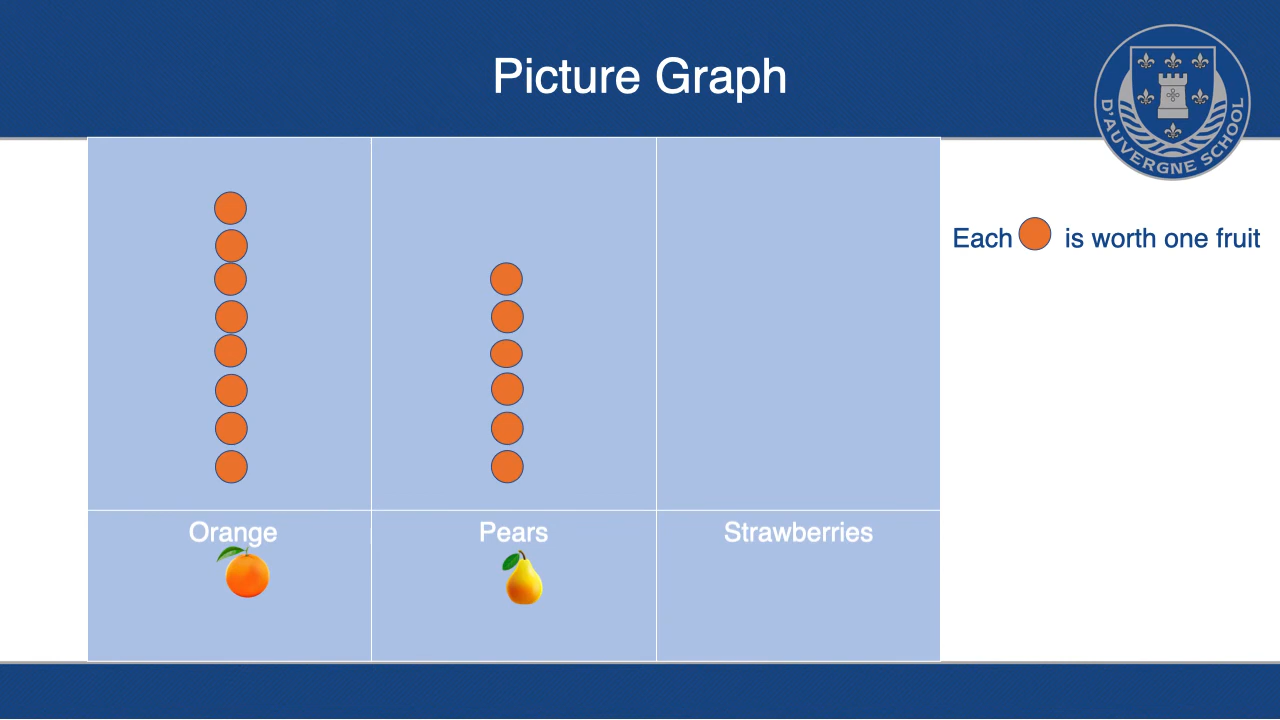 Picture Graph
D'AUVERGNE SCHOOL
Each is worth one fruit
Orange
Pears
Strawberries